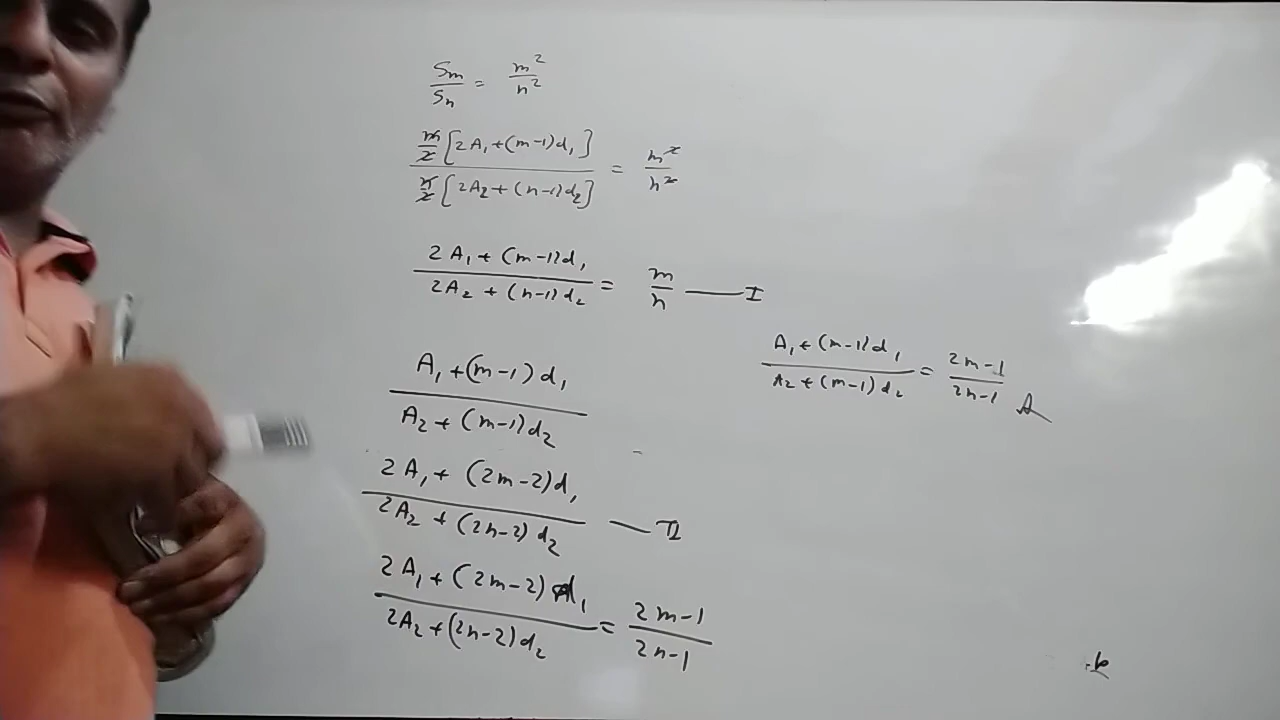 Sm/Sn = m²/n²
m/2 [2A₁+(m-1)d₁] / n/2 [2A₂+(n-1)d₂] = m²/n²
2A₁+(m-1)d₁ / 2A₂+(n-1)d₂ = m/n — I
A₁+(m-1)d₁ / A₂+(m-1)d₂
2A₁+(2m-2)d₁ / 2A₂+(2n-2)d₂ — II
2A₁+(2m-2)d₁ / 2A₂+(2n-2)d₂ = 2m-1 / 2n-1
A₁+(m-1)d₁ / A₂+(m-1)d₂ = 2m-1 / 2n-1